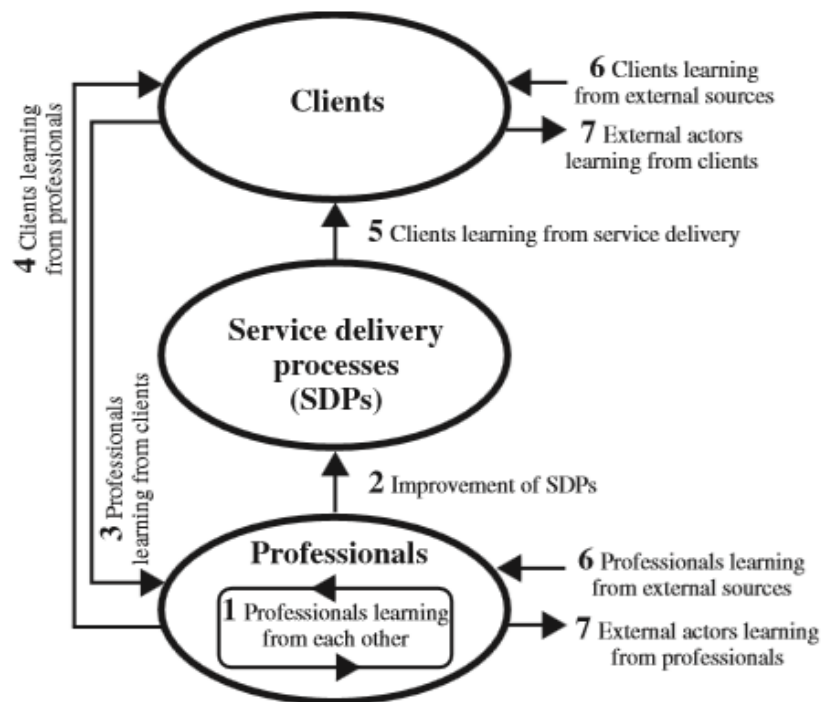 Clients
6 Clients learning
from external sources
7 External actors
learning from clients
4 Clients learning
from professionals
5 Clients learning from service delivery
Service delivery
processes
(SDPs)
3 Professionals
learning from clients
2 Improvement of SDPs
Professionals
1 Professionals learning
from each other
6 Professionals learning
from external sources
7 External actors learning
from professionals